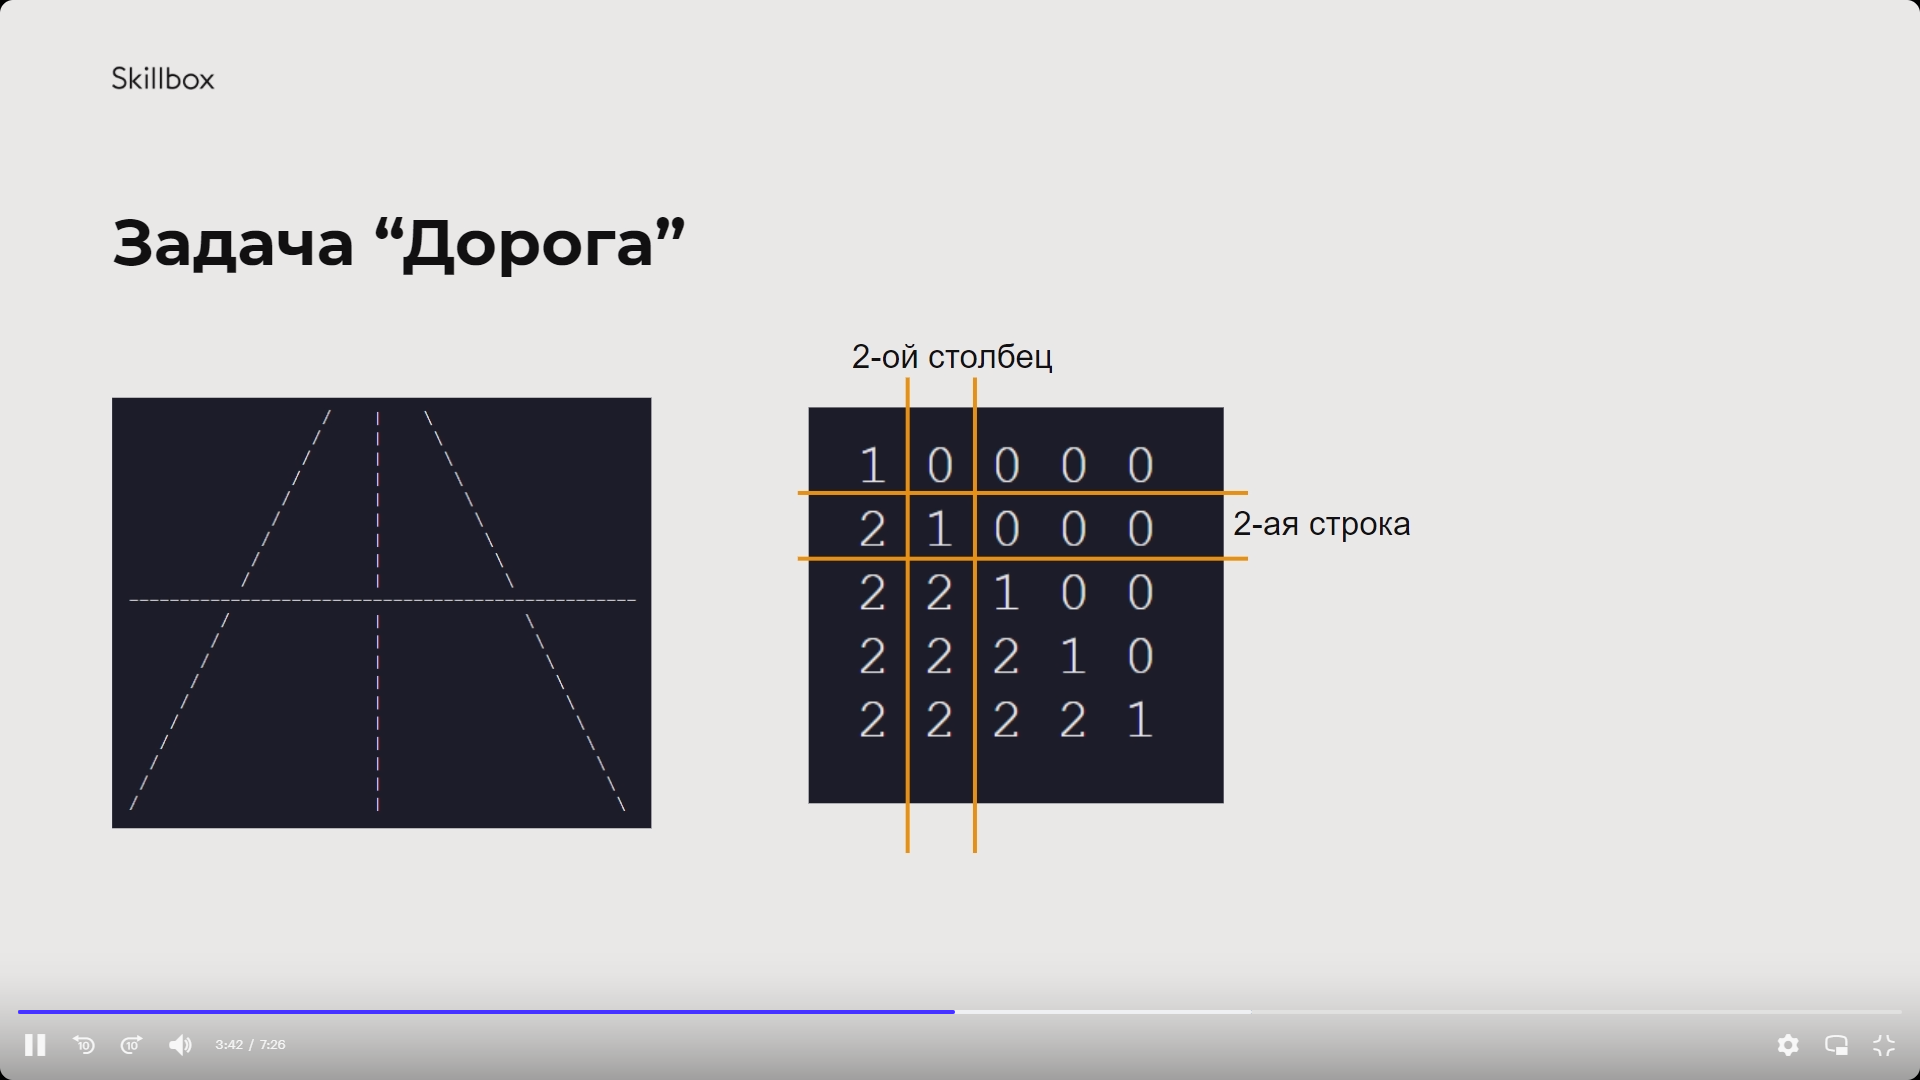 Skillbox
Задача “Дорога”
2-ой столбец
1 0 0 0 0
2 1 0 0 0
2-ая строка
2 2 1 0 0
2 2 2 1 0
2 2 2 2 1
10
10
3:42 / 7:26